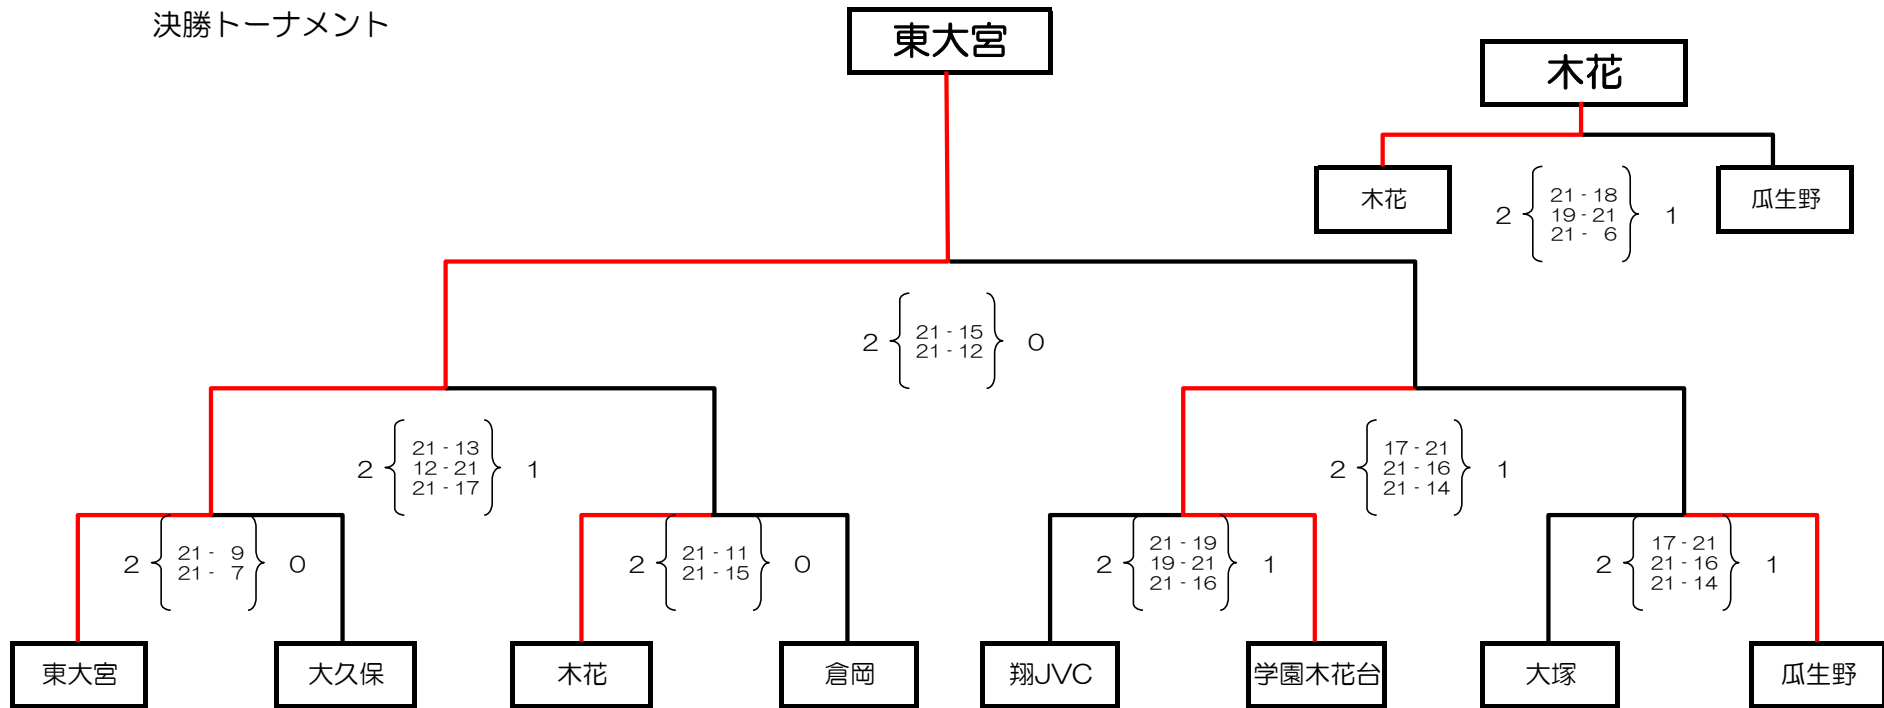 決勝トーナメント
東大宮
木花
木花
瓜生野
2
21 - 18
19 - 21
21 - 6
1
2
21 - 15
21 - 12
0
2
21 - 13
12 - 21
21 - 17
1
2
17 - 21
21 - 16
21 - 14
1
2
21 - 9
21 - 7
0
2
21 - 11
21 - 15
0
2
21 - 19
19 - 21
21 - 16
1
2
17 - 21
21 - 16
21 - 14
1
東大宮
大久保
木花
倉岡
翔JVC
学園木花台
大塚
瓜生野